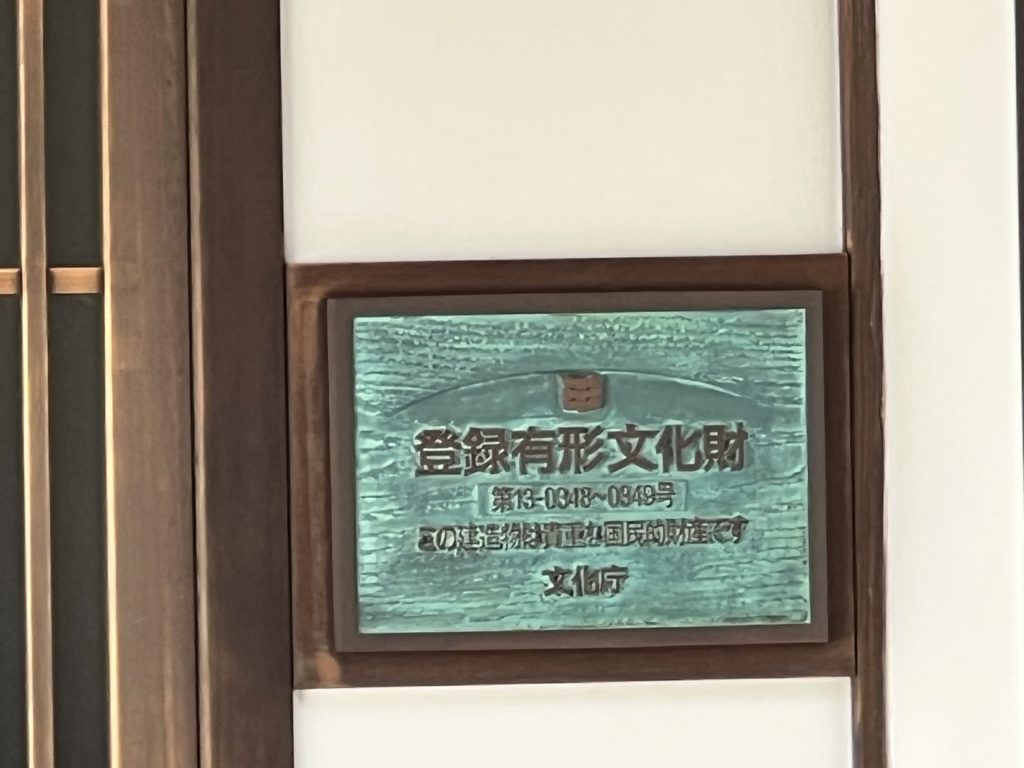 登録有形文化財
第13-0348~0349号
この建造物は貴重な国民的財産です
文化庁